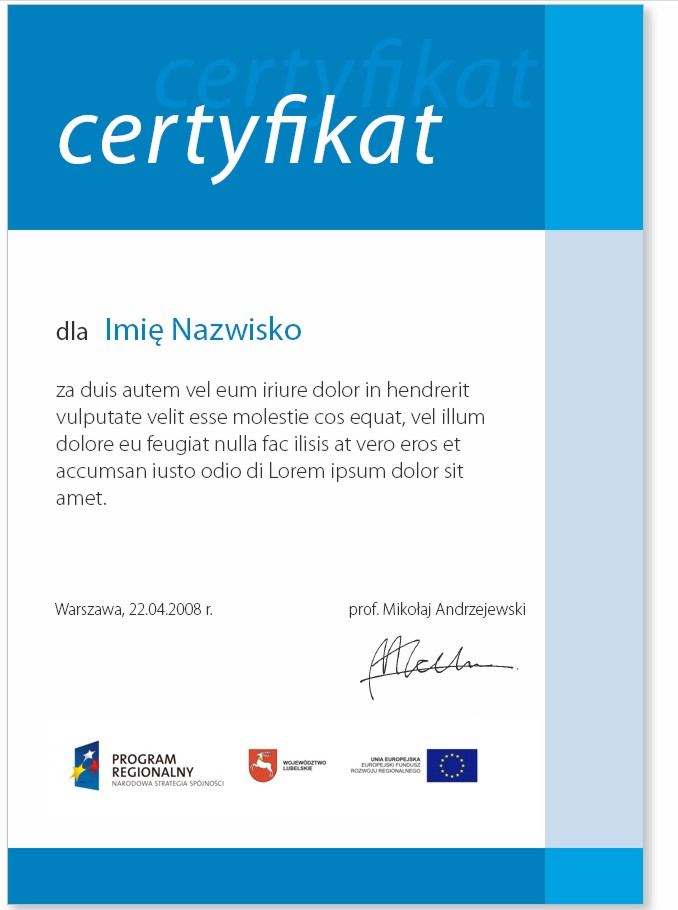 certyfikat
certyfikat
dla Imię Nazwisko
za duis autem vel eum iriure dolor in hendrerit
vulputate velit esse molestie cos equat, vel illum
dolore eu feugiat nulla fac ilisis at vero eros et
accumsan iusto odio di Lorem ipsum dolor sit
amet.
Warszawa, 22.04.2008 r. prof. Mikołaj Andrzejewski
PROGRAM
REGIONALNY
NARODOWA STRATEGIA SPÓJNOŚCI
WOJEWÓDZTWO
LUBELSKIE
UNIA EUROPEJSKA
EUROPEJSKI FUNDUSZ
ROZWOJU REGIONALNEGO